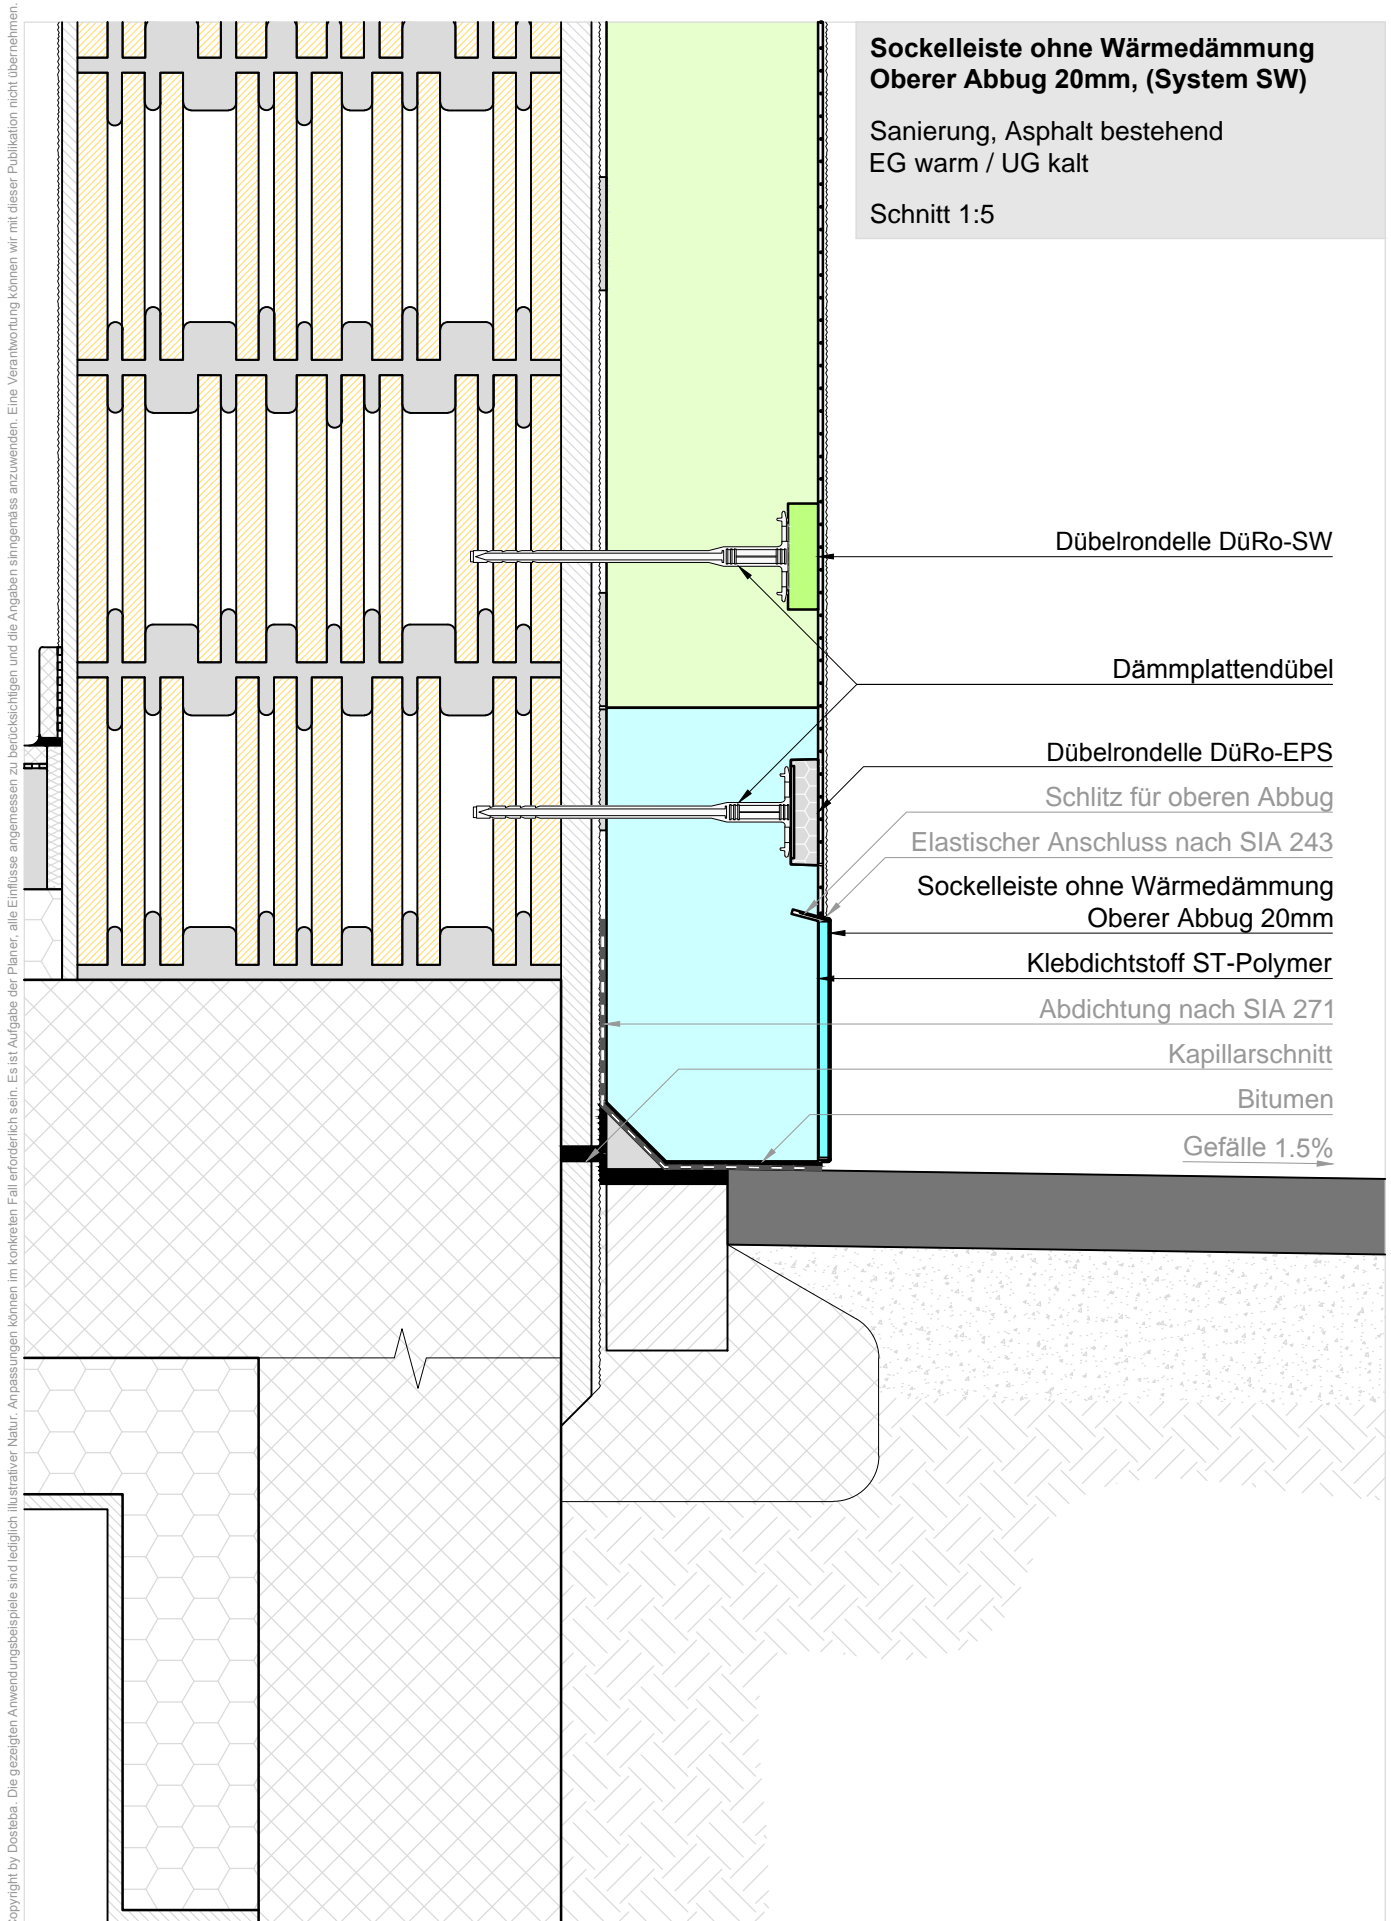 Sockelleiste ohne Wärmedämmung
Oberer Abbug 20mm, (System SW)
Sanierung, Asphalt bestehend
EG warm / UG kalt
Schnitt 1:5
Dübelrondelle DüRo-SW
Dämmplattendübel
Dübelrondelle DüRo-EPS
Schlitz für oberen Abbug
Elastischer Anschluss nach SIA 243
Sockelleiste ohne Wärmedämmung
Oberer Abbug 20mm
Klebdichtstoff ST-Polymer
Abdichtung nach SIA 271
Kapillarschnitt
Bitumen
Gefälle 1.5%
Copyright by Dosteba. Die gezeigten Anwendungsbeispiele sind lediglich illustrativer Natur. Anpassungen können im konkreten Fall erforderlich sein. Es ist Aufgabe der Planer, alle Einflüsse angemessen zu berücksichtigen und die Angaben sinngemäss anzuwenden. Eine Verantwortung können wir mit dieser Publikation nicht übernehmen.